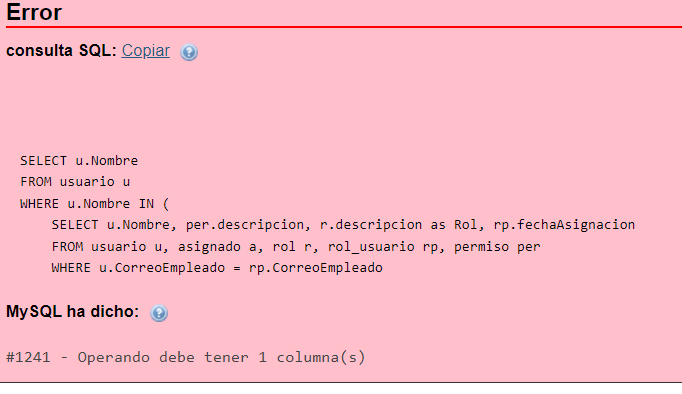 Error
consulta SQL: Copiar
SELECT u.Nombre
FROM usuario u
WHERE u.Nombre IN (
SELECT u.Nombre, per.descripcion, r.descripcion as Rol, rp.fechaAsignacion
FROM usuario u, asignado a, rol r, rol_usuario rp, permiso per
WHERE u.CorreoEmpleado = rp.CorreoEmpleado
MySQL ha dicho:
#1241 - Operando debe tener 1 columna(s)